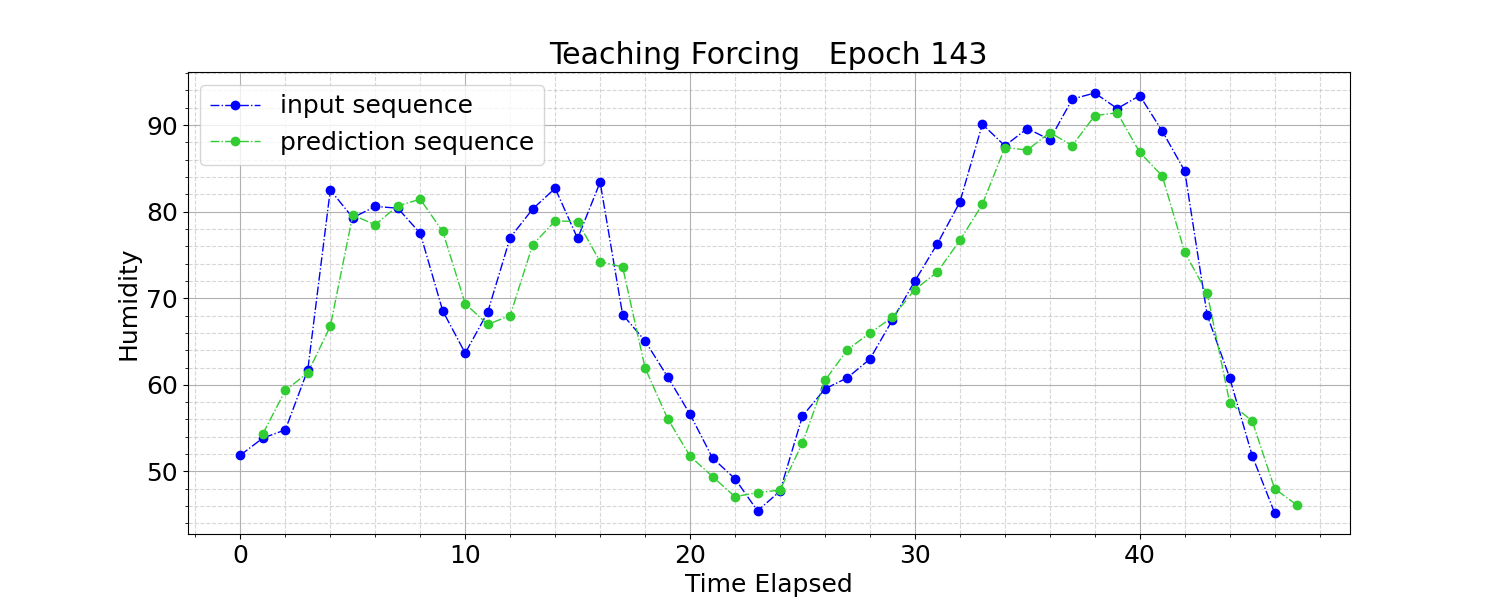 Teaching Forcing   Epoch 143
input sequence
prediction sequence
90
80
70
60
50
Humidity
0 10 20 30 40
Time Elapsed